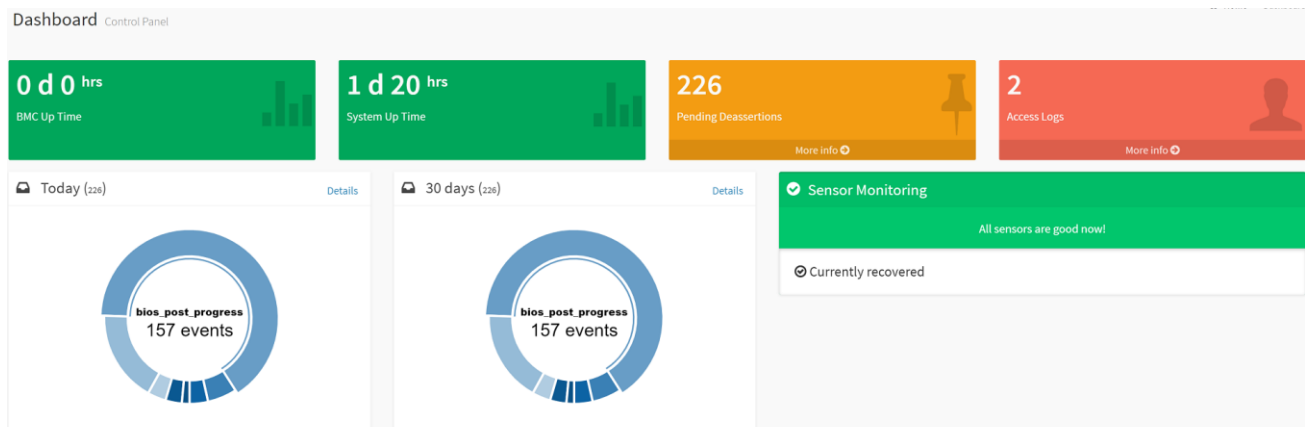 Dashboard Control Panel
0 d 0 hrs
BMC Up Time
1 d 20 hrs
System Up Time
226
Pending Deassertions
More info
2
Access Logs
More info
Today (226) Details
bios_post_progress
157 events
30 days (226) Details
bios_post_progress
157 events
Sensor Monitoring
All sensors are good now!
Currently recovered